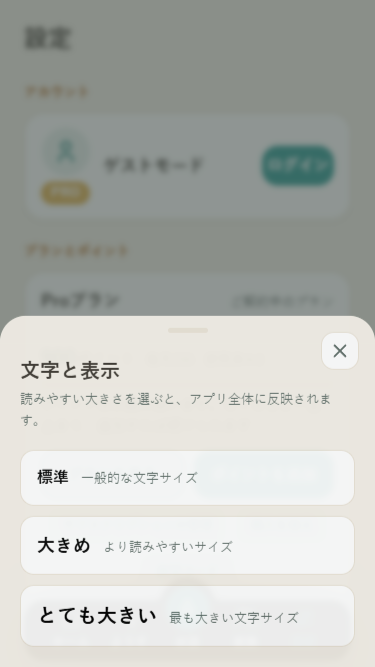 設定
アカウント
ゲストモード
ログイン
プランとポイント
Proプラン
文字と表示
読みやすい大きさを選ぶと、アプリ全体に反映されま
す。
標準 一般的な文字サイズ
大きめ より読みやすいサイズ
とても大きい 最も大きい文字サイズ